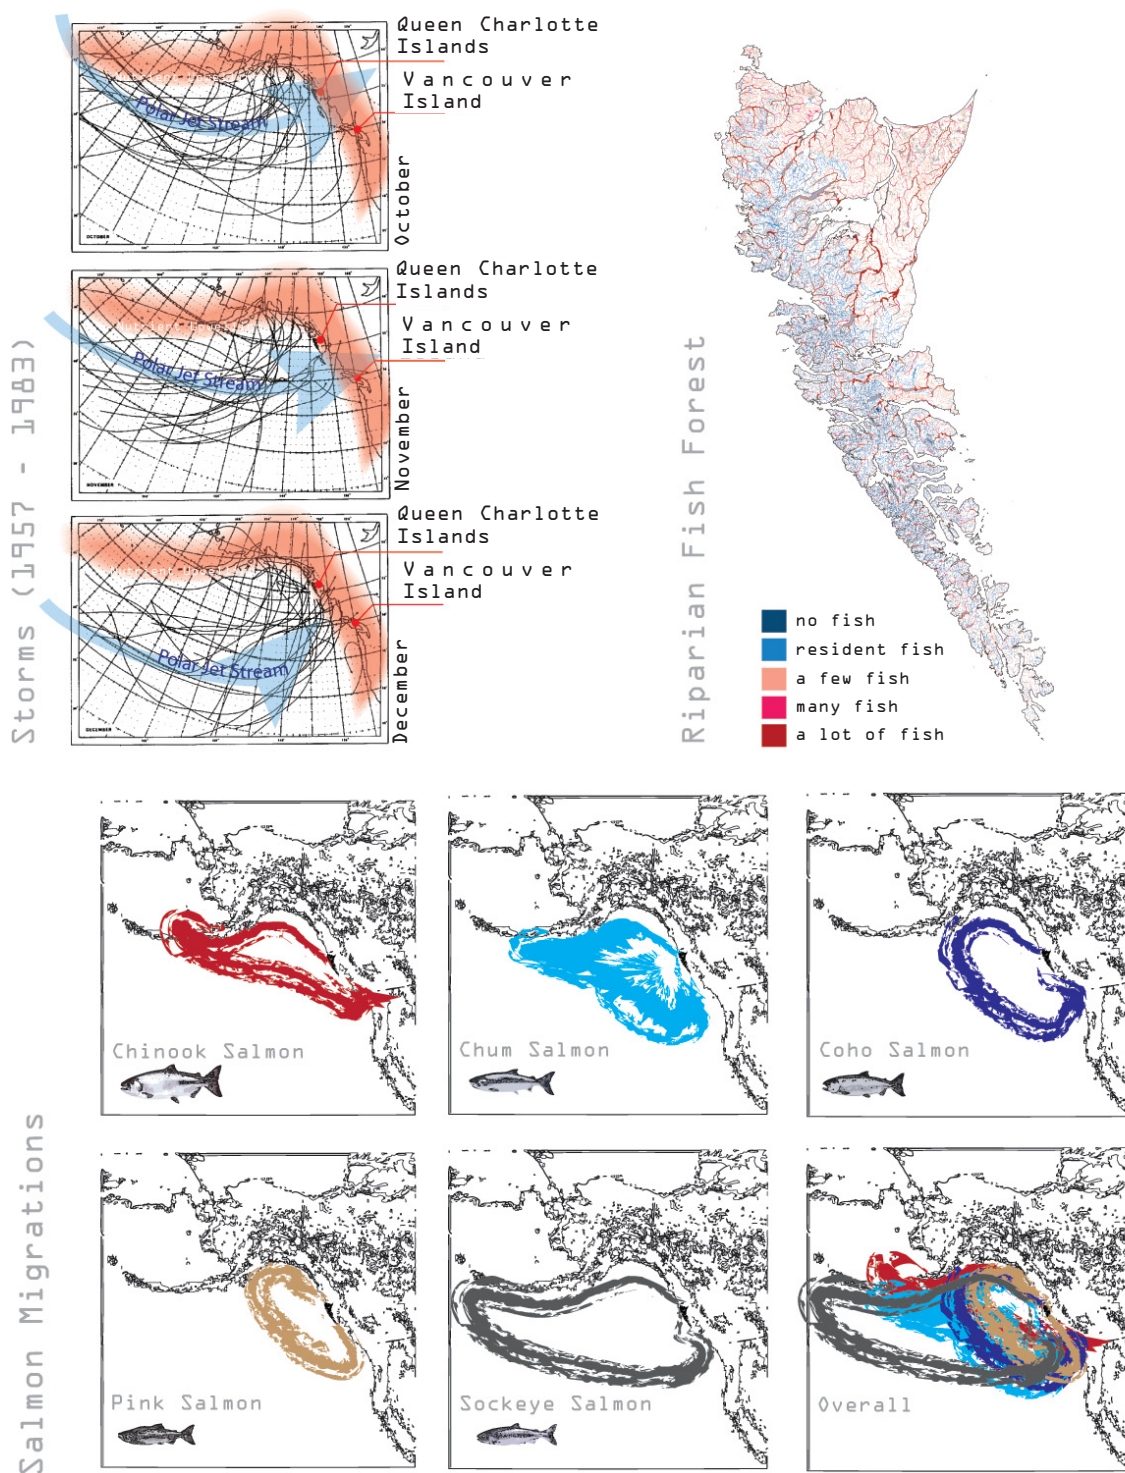 Storms (1957 - 1983)
Queen Charlotte
Islands
Vancouver
Island
Polar Jet Stream
OCTOBER
October
Queen Charlotte
Islands
Vancouver
Island
Polar Jet Stream
NOVEMBER
November
Queen Charlotte
Islands
Vancouver
Island
Polar Jet Stream
DECEMBER
December
Riparian Fish Forest
no fish
resident fish
a few fish
many fish
a lot of fish
Salmon Migrations
Chinook Salmon
Chum Salmon
Coho Salmon
Pink Salmon
Sockeye Salmon
Overall